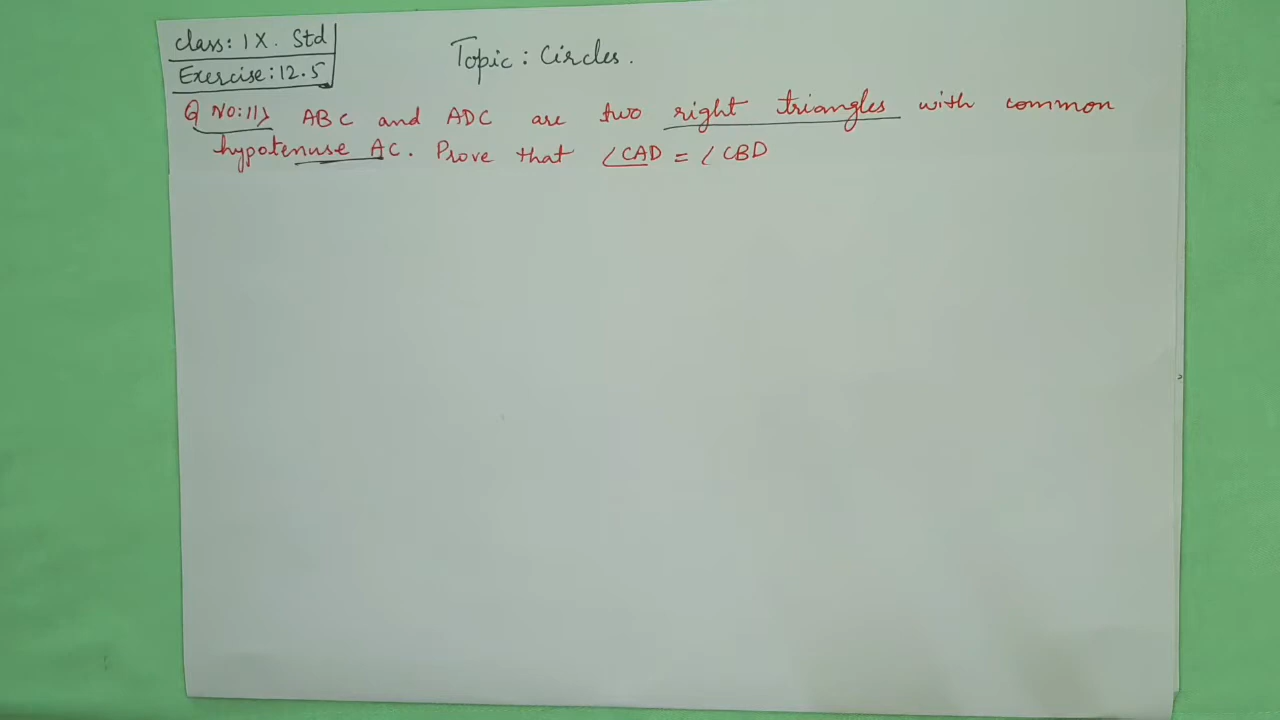 class: IX. Std
Topic: Circles.
Exercise: 12.5
Q No: 11) ABC and ADC are two right triangles with common
hypotenuse AC. Prove that ∠CAD = ∠CBD